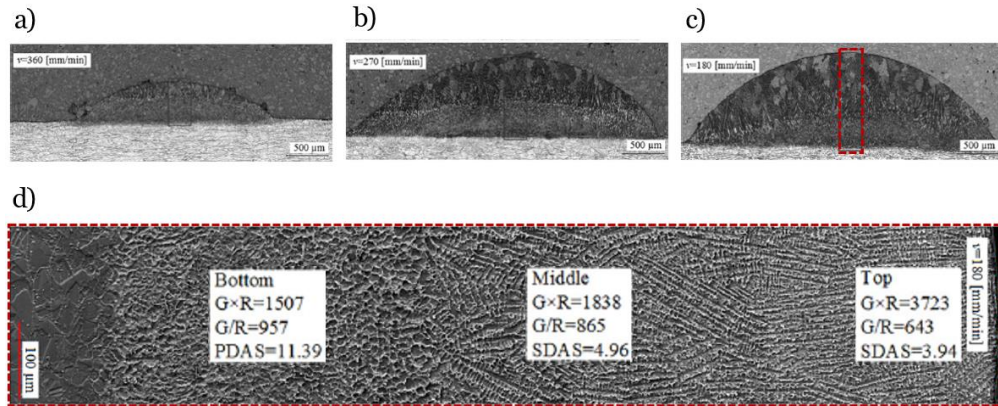 a)
b)
c)
v=360 [mm/min]
500 µm
v=270 [mm/min]
500 µm
v=180 [mm/min]
500 µm
d)
100 µm
Bottom
G×R=1507
G/R=957
PDAS=11.39
Middle
G×R=1838
G/R=865
SDAS=4.96
Top
G×R=3723
G/R=643
SDAS=3.94
v=180 [mm/min]